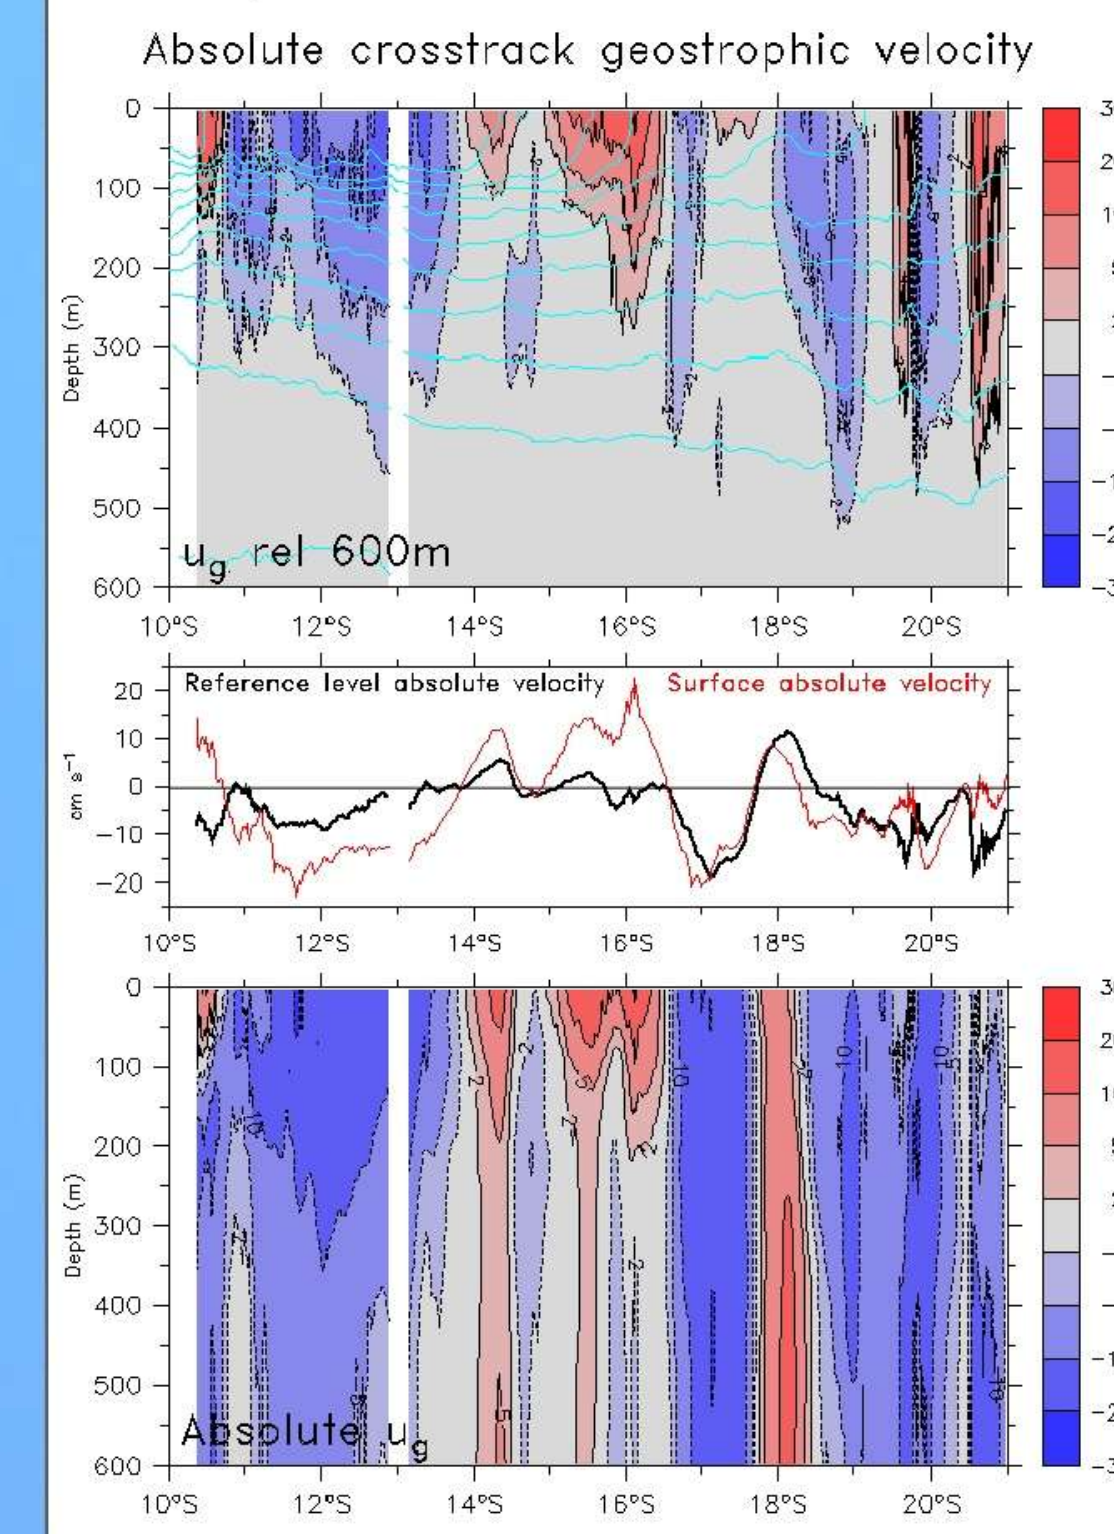 Absolute crosstrack geostrophic velocity
0
100
200
300
400
500
600
Depth (m)
u_g rel 600m
10°S 12°S 14°S 16°S 18°S 20°S
Reference level absolute velocity Surface absolute velocity
20
10
0
-10
-20
cm s⁻¹
10°S 12°S 14°S 16°S 18°S 20°S
0
100
200
300
400
500
600
Depth (m)
Absolute u_g
10°S 12°S 14°S 16°S 18°S 20°S